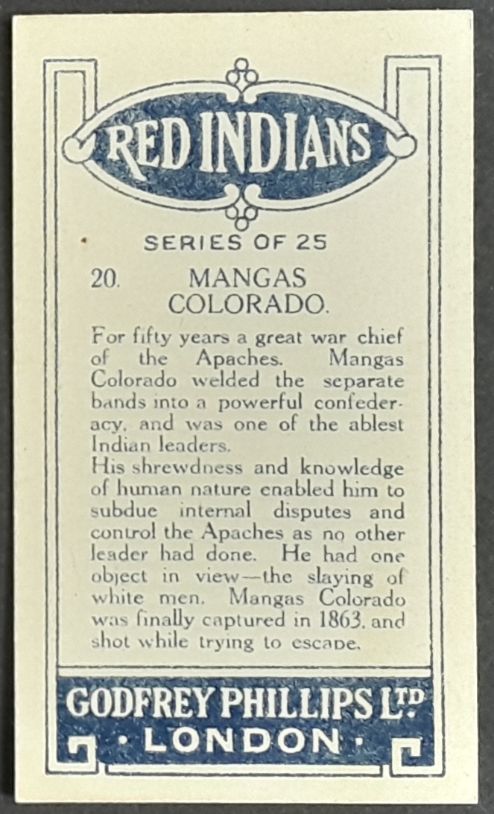 RED INDIANS
SERIES OF 25
20. MANGAS
COLORADO.
For fifty years a great war chief
of the Apaches. Mangas
Colorado welded the separate
bands into a powerful confeder-
acy, and was one of the ablest
Indian leaders.
His shrewdness and knowledge
of human nature enabled him to
subdue internal disputes and
control the Apaches as no other
leader had done. He had one
object in view—the slaying of
white men. Mangas Colorado
was finally captured in 1863, and
shot while trying to escape.
GODFREY PHILLIPS LTD.
· LONDON ·